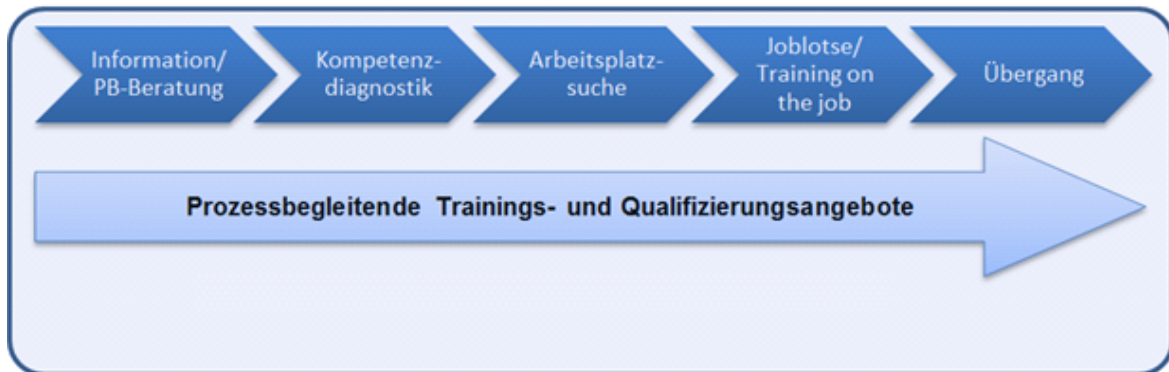 Information/
PB-Beratung
Kompetenz-
diagnostik
Arbeitsplatz-
suche
Joblotse/
Training on
the job
Übergang
Prozessbegleitende Trainings- und Qualifizierungsangebote